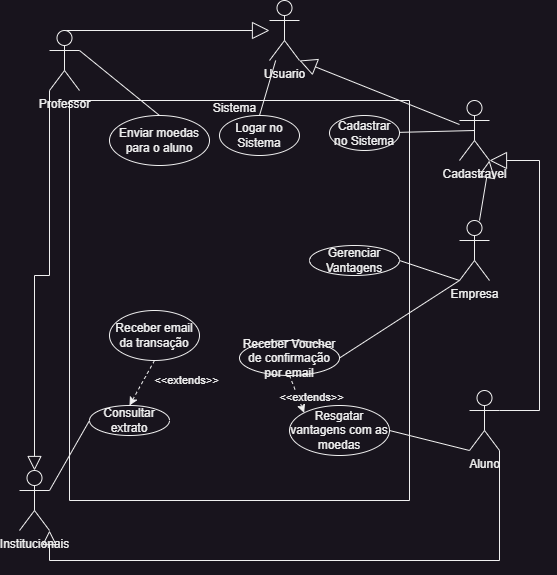 Usuario
Professor
Sistema
Enviar moedas
para o aluno
Logar no
Sistema
Cadastrar
no Sistema
Cadastravel
Gerenciar
Vantagens
Empresa
Receber email
da transação
Receber Voucher
de confirmação
por email
<<extends>>
<<extends>>
Consultar
extrato
Resgatar
vantagens com as
moedas
Aluno
Institucionais